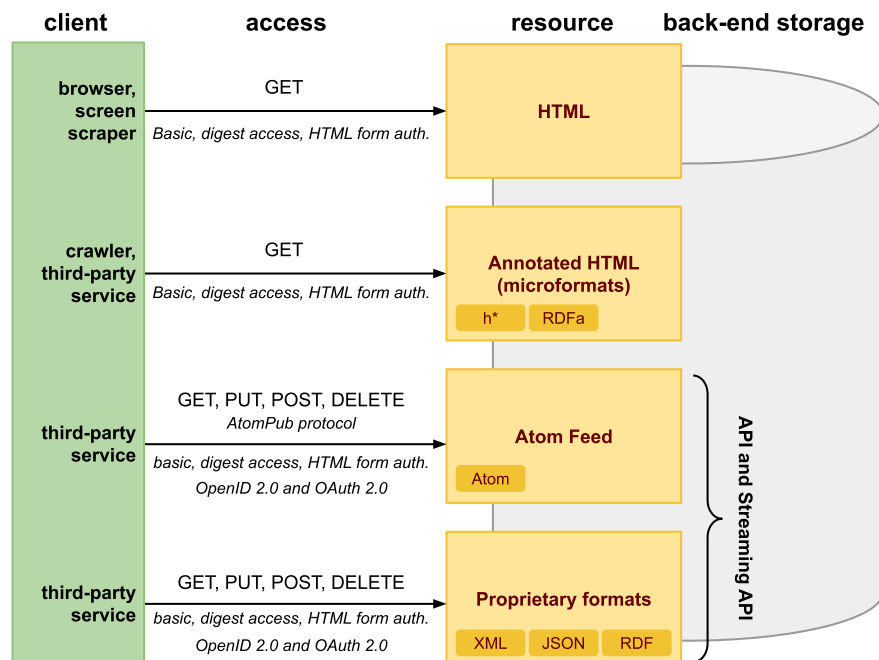 client
access
resource
back-end storage
browser,
screen
scraper
GET
Basic, digest access, HTML form auth.
HTML
crawler,
third-party
service
GET
Basic, digest access, HTML form auth.
Annotated HTML
(microformats)
h*
RDFa
third-party
service
GET, PUT, POST, DELETE
AtomPub protocol
basic, digest access, HTML form auth.
OpenID 2.0 and OAuth 2.0
Atom Feed
Atom
API and Streaming API
third-party
service
GET, PUT, POST, DELETE
basic, digest access, HTML form auth.
OpenID 2.0 and OAuth 2.0
Proprietary formats
XML
JSON
RDF